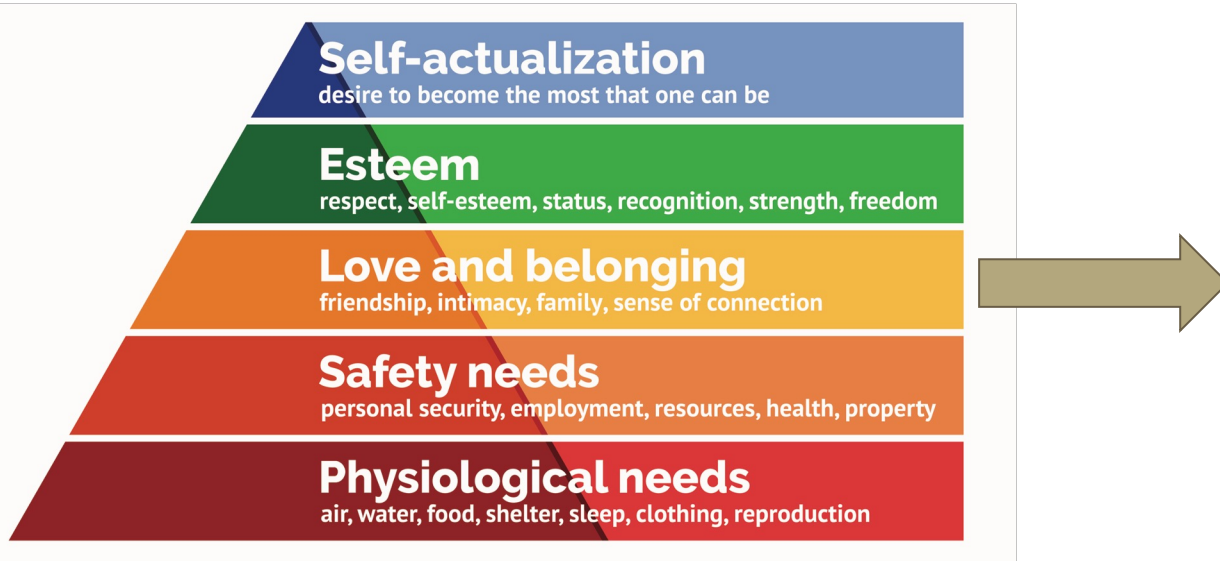 Self-actualization
desire to become the most that one can be
Esteem
respect, self-esteem, status, recognition, strength, freedom
Love and belonging
friendship, intimacy, family, sense of connection
Safety needs
personal security, employment, resources, health, property
Physiological needs
air, water, food, shelter, sleep, clothing, reproduction